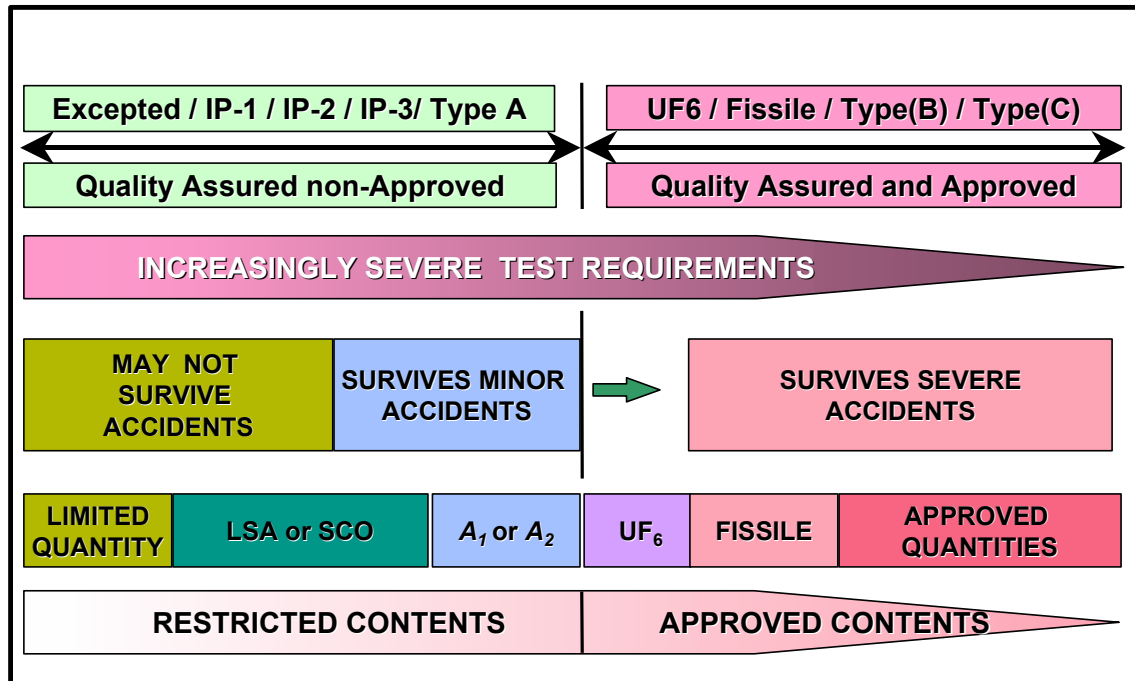 Excepted / IP-1 / IP-2 / IP-3/ Type A
UF6 / Fissile / Type(B) / Type(C)
Quality Assured non-Approved
Quality Assured and Approved
INCREASINGLY SEVERE TEST REQUIREMENTS
MAY NOT
SURVIVE
ACCIDENTS
SURVIVES MINOR
ACCIDENTS
SURVIVES SEVERE
ACCIDENTS
LIMITED
QUANTITY
LSA or SCO
A₁ or A₂
UF₆
FISSILE
APPROVED
QUANTITIES
RESTRICTED CONTENTS
APPROVED CONTENTS